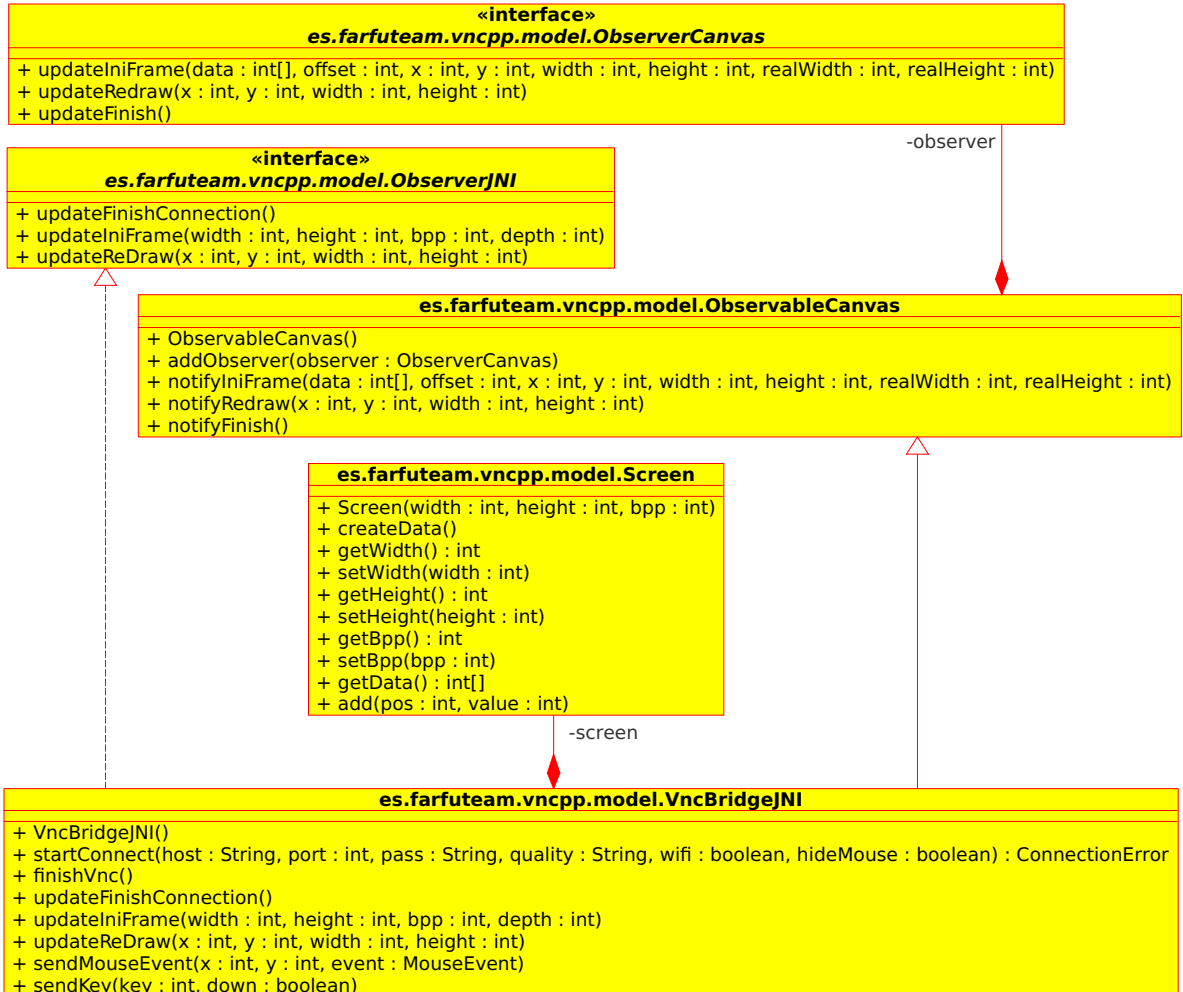 «interface»
es.farfuteam.vncpp.model.ObserverCanvas
+ updateIniFrame(data : int[], offset : int, x : int, y : int, width : int, height : int, realWidth : int, realHeight : int)
+ updateRedraw(x : int, y : int, width : int, height : int)
+ updateFinish()
-observer
«interface»
es.farfuteam.vncpp.model.ObserverJNI
+ updateFinishConnection()
+ updateIniFrame(width : int, height : int, bpp : int, depth : int)
+ updateReDraw(x : int, y : int, width : int, height : int)
es.farfuteam.vncpp.model.ObservableCanvas
+ ObservableCanvas()
+ addObserver(observer : ObserverCanvas)
+ notifyIniFrame(data : int[], offset : int, x : int, y : int, width : int, height : int, realWidth : int, realHeight : int)
+ notifyRedraw(x : int, y : int, width : int, height : int)
+ notifyFinish()
es.farfuteam.vncpp.model.Screen
+ Screen(width : int, height : int, bpp : int)
+ createData()
+ getWidth() : int
+ setWidth(width : int)
+ getHeight() : int
+ setHeight(height : int)
+ getBpp() : int
+ setBpp(bpp : int)
+ getData() : int[]
+ add(pos : int, value : int)
-screen
es.farfuteam.vncpp.model.VncBridgeJNI
+ VncBridgeJNI()
+ startConnect(host : String, port : int, pass : String, quality : String, wifi : boolean, hideMouse : boolean) : ConnectionError
+ finishVnc()
+ updateFinishConnection()
+ updateIniFrame(width : int, height : int, bpp : int, depth : int)
+ updateReDraw(x : int, y : int, width : int, height : int)
+ sendMouseEvent(x : int, y : int, event : MouseEvent)
+ sendKey(key : int, down : boolean)